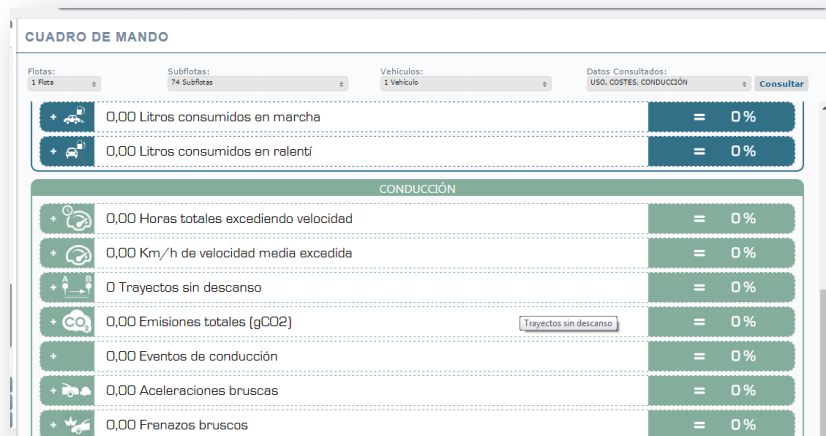 CUADRO DE MANDO
Flotas: Subflotas: Vehículos: Datos Consultados:
1 Flota 74 Subflotas 1 Vehículo USO, COSTES, CONDUCCIÓN Consultar
+ 0,00 Litros consumidos en marcha = 0%
+ 0,00 Litros consumidos en ralentí = 0%
CONDUCCIÓN
+ 0,00 Horas totales excediendo velocidad = 0%
+ 0,00 Km/h de velocidad media excedida = 0%
+ A B 0 Trayectos sin descanso = 0%
+ CO2 0,00 Emisiones totales (gCO2) = 0%
Trayectos sin descanso
+ 0,00 Eventos de conducción = 0%
+ 0,00 Aceleraciones bruscas = 0%
+ 0,00 Frenazos bruscos = 0%